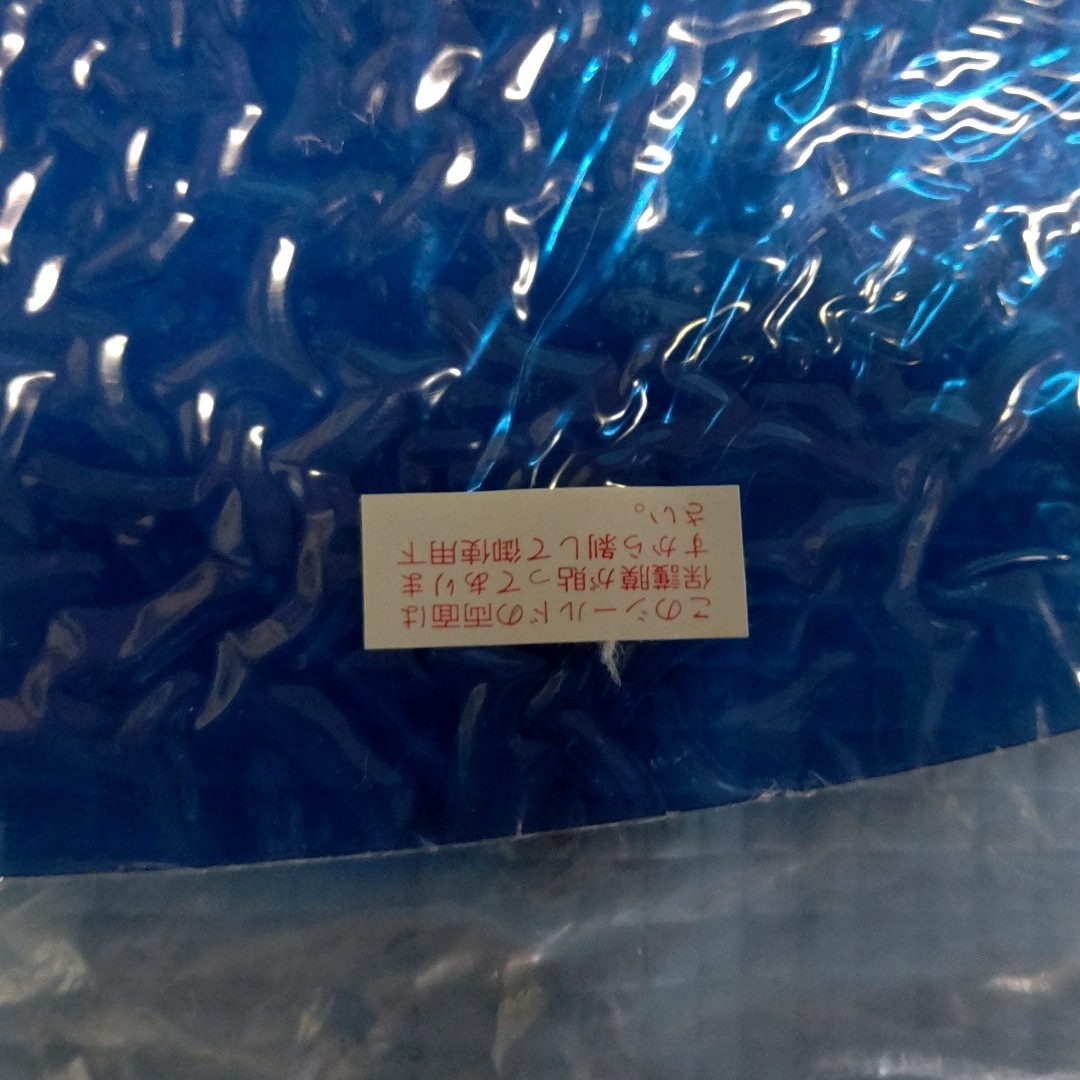 このシールドの両面は
保護膜が貼ってありま
すから剝して御使用下
さい。